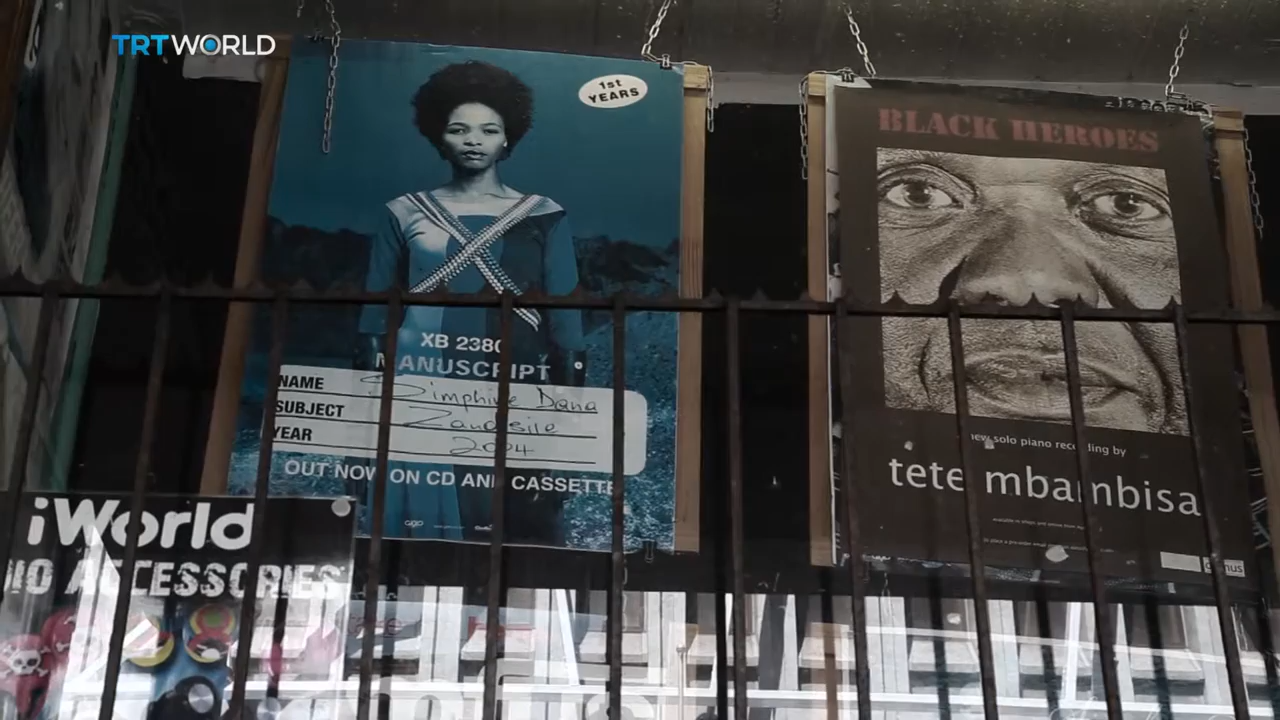 TRTWORLD
1st
YEARS
XB 2380
MANUSCRIPT
NAME Simphiwe Dana
SUBJECT Zandisile
YEAR 2004
OUT NOW ON CD AND CASSETTE
BLACK HEROES
new solo piano recording by
tete mbambisa
iWorld
ACCESSORIES